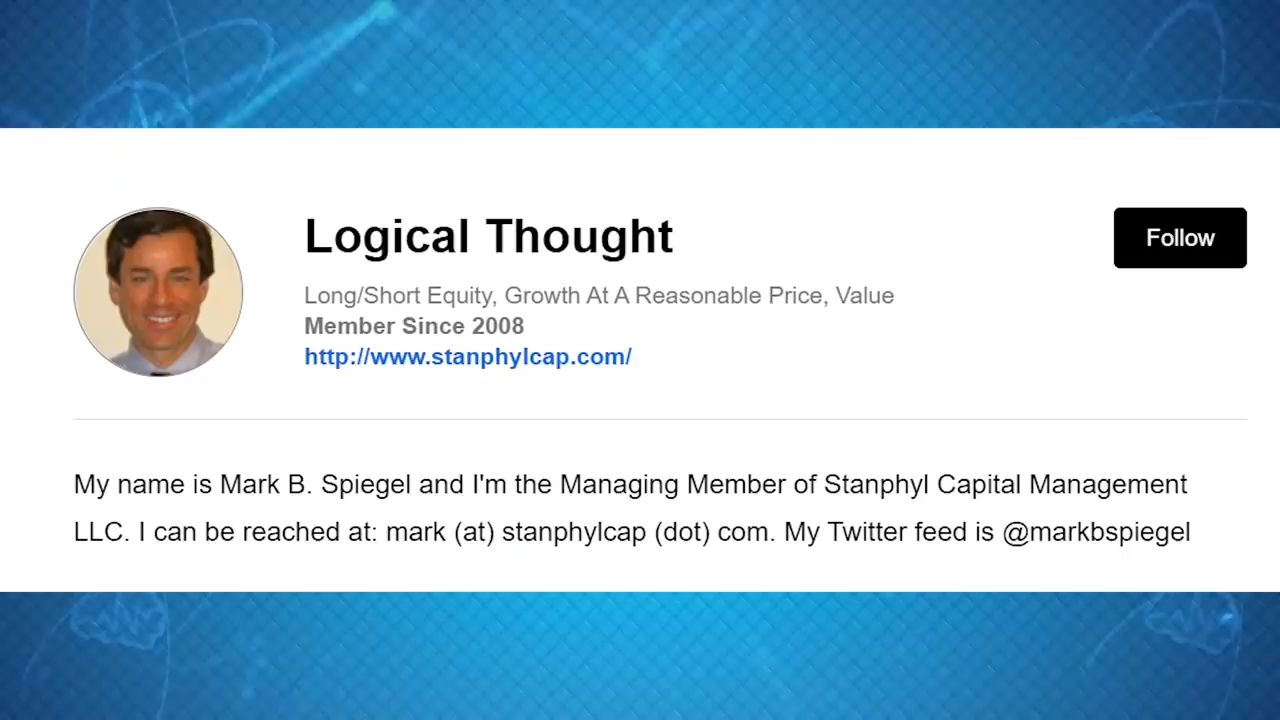 Logical Thought
Follow
Long/Short Equity, Growth At A Reasonable Price, Value
Member Since 2008
http://www.stanphylcap.com/
My name is Mark B. Spiegel and I'm the Managing Member of Stanphyl Capital Management
LLC. I can be reached at: mark (at) stanphylcap (dot) com. My Twitter feed is @markbspiegel